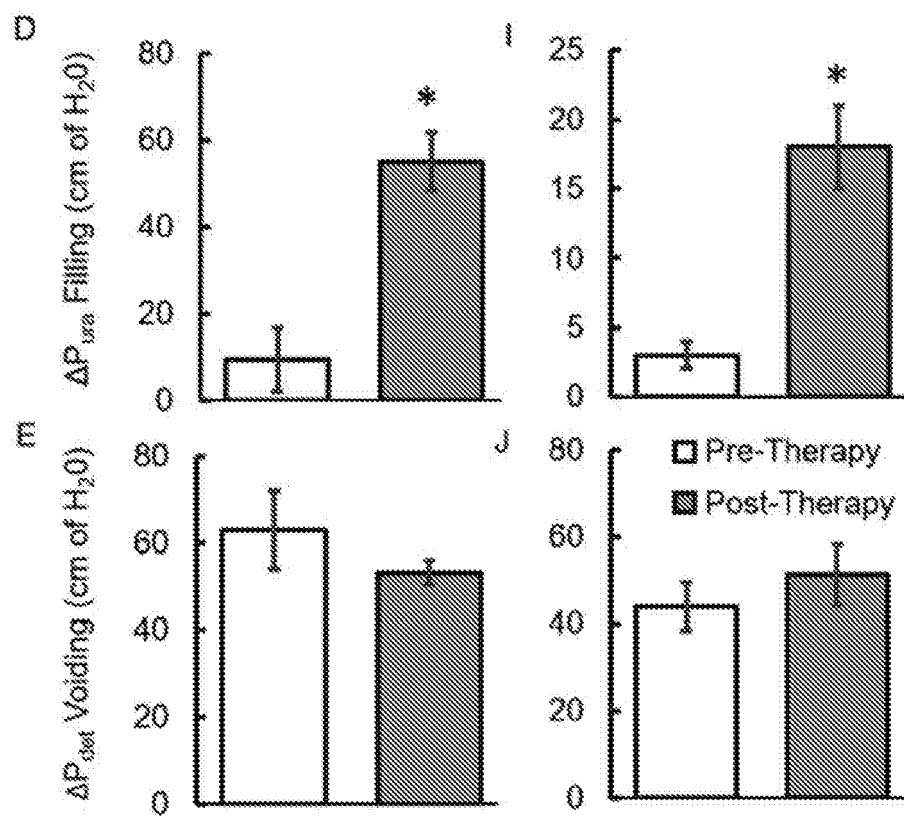 D
ΔP_ura Filling (cm of H₂0)
80
60
40
20
0
*
I
25
20
15
10
5
0
*
E
ΔP_det Voiding (cm of H₂0)
80
60
40
20
0
J
80
60
40
20
0
Pre-Therapy
Post-Therapy